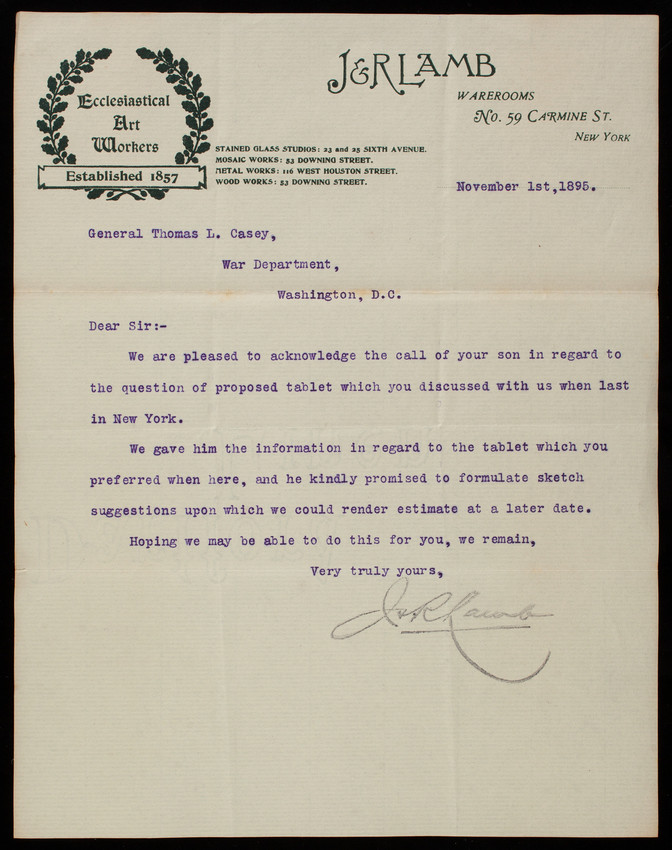 Ecclesiastical
Art
Workers
Established 1857
J&R LAMB
WAREROOMS
No. 59 CARMINE ST.
NEW YORK
STAINED GLASS STUDIOS: 23 and 25 SIXTH AVENUE.
MOSAIC WORKS: 53 DOWNING STREET.
METAL WORKS: 116 WEST HOUSTON STREET.
WOOD WORKS: 53 DOWNING STREET.
November 1st,1895.
General Thomas L. Casey,
War Department,
Washington, D.C.
Dear Sir:-
We are pleased to acknowledge the call of your son in regard to
the question of proposed tablet which you discussed with us when last
in New York.
We gave him the information in regard to the tablet which you
preferred when here, and he kindly promised to formulate sketch
suggestions upon which we could render estimate at a later date.
Hoping we may be able to do this for you, we remain,
Very truly yours,
J & R Lamb